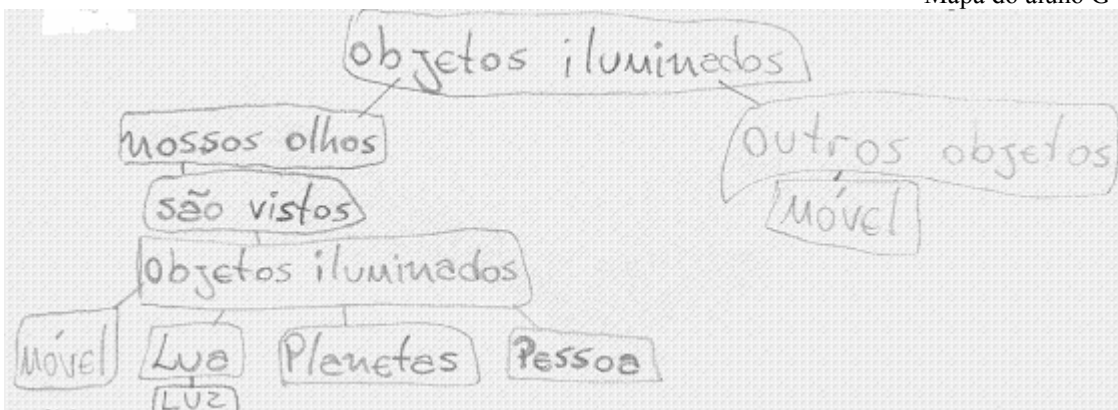 Mapa do aluno G
objetos iluminados
nossos olhos
outros objetos
são vistos
móvel
objetos iluminados
móvel
Lua
Planetas
Pessoa
LUZ